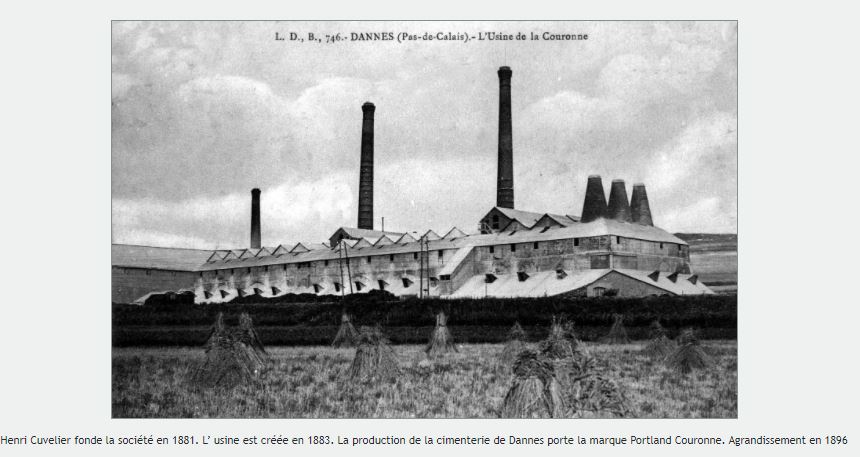 L. D., B., 746.- DANNES (Pas-de-Calais).- L'Usine de la Couronne
Henri Cuvelier fonde la société en 1881. L’ usine est créée en 1883. La production de la cimenterie de Dannes porte la marque Portland Couronne. Agrandissement en 1896